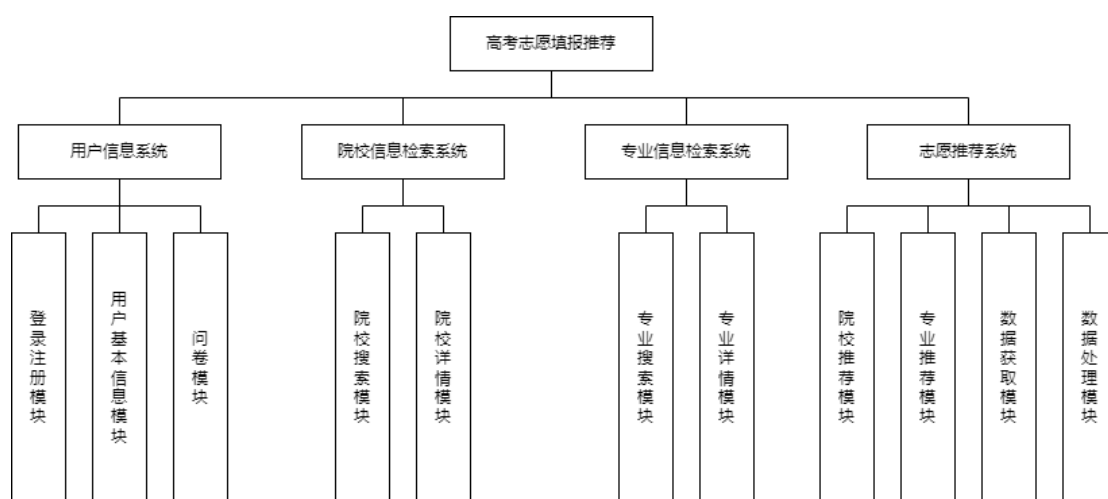 高考志愿填报推荐
用户信息系统
院校信息检索系统
专业信息检索系统
志愿推荐系统
登录注册模块
用户基本信息模块
问卷模块
院校搜索模块
院校详情模块
专业搜索模块
专业详情模块
院校推荐模块
专业推荐模块
数据获取模块
数据处理模块